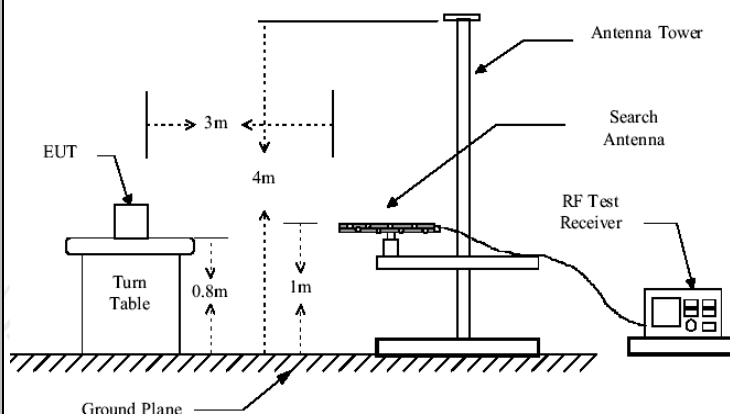 Antenna Tower
3m
Search
Antenna
EUT
4m
RF Test
Receiver
Turn
Table
0.8m
1m
Ground Plane